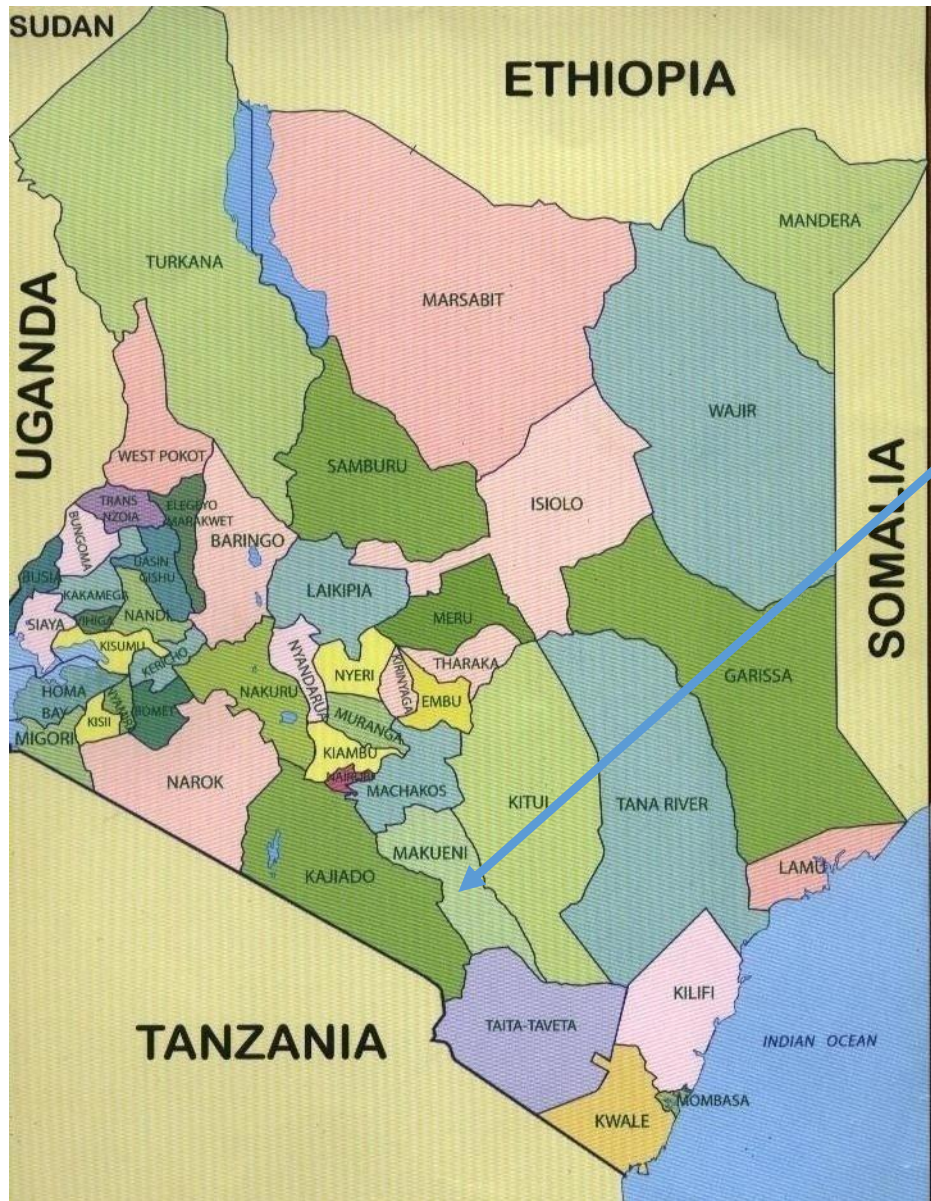 SUDAN
ETHIOPIA
MANDERA
TURKANA
MARSABIT
UGANDA
WAJIR
WEST POKOT
SAMBURU
SOMALIA
ISIOLO
TRANS
NZOIA
ELEGEYO
MARAKWET
BUNGOMA
BARINGO
UASIN
GISHU
BUSIA
KAKAMEGA
LAIKIPIA
SIAYA
VIHIGA
NANDI
MERU
KISUMU
KERICHO
NYANDARUA
NYERI
KIRINYAGA
THARAKA
GARISSA
HOMA
BAY
NYAMIRA
BOMET
NAKURU
EMBU
KISII
MURANGA
MIGORI
KIAMBU
NAROK
NAIROBI
MACHAKOS
KITUI
TANA RIVER
MAKUENI
KAJIADO
LAMU
KILIFI
TAITA-TAVETA
TANZANIA
INDIAN OCEAN
MOMBASA
KWALE